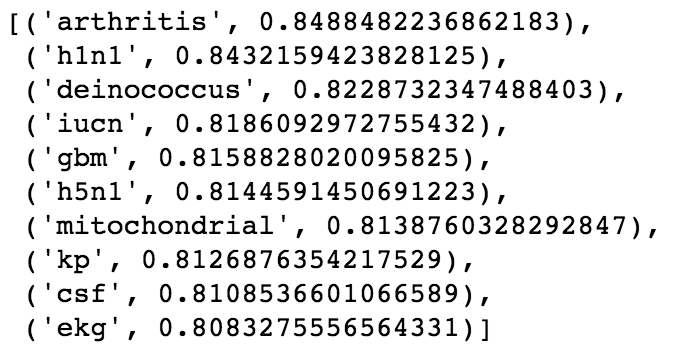 [('arthritis', 0.8488482236862183),
('h1n1', 0.8432159423828125),
('deinococcus', 0.8228732347488403),
('iucn', 0.8186092972755432),
('gbm', 0.8158828020095825),
('h5n1', 0.8144591450691223),
('mitochondrial', 0.8138760328292847),
('kp', 0.8126876354217529),
('csf', 0.8108536601066589),
('ekg', 0.8083275556564331)]